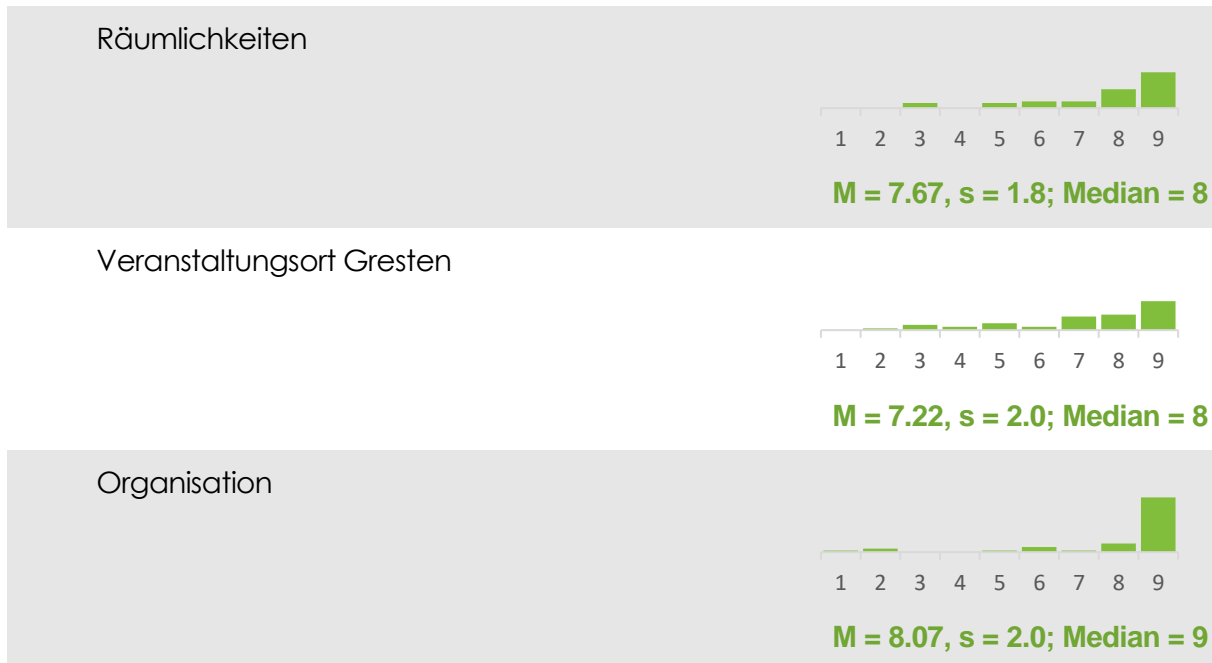 Räumlichkeiten
1 2 3 4 5 6 7 8 9
M = 7.67, s = 1.8; Median = 8
Veranstaltungsort Gresten
1 2 3 4 5 6 7 8 9
M = 7.22, s = 2.0; Median = 8
Organisation
1 2 3 4 5 6 7 8 9
M = 8.07, s = 2.0; Median = 9